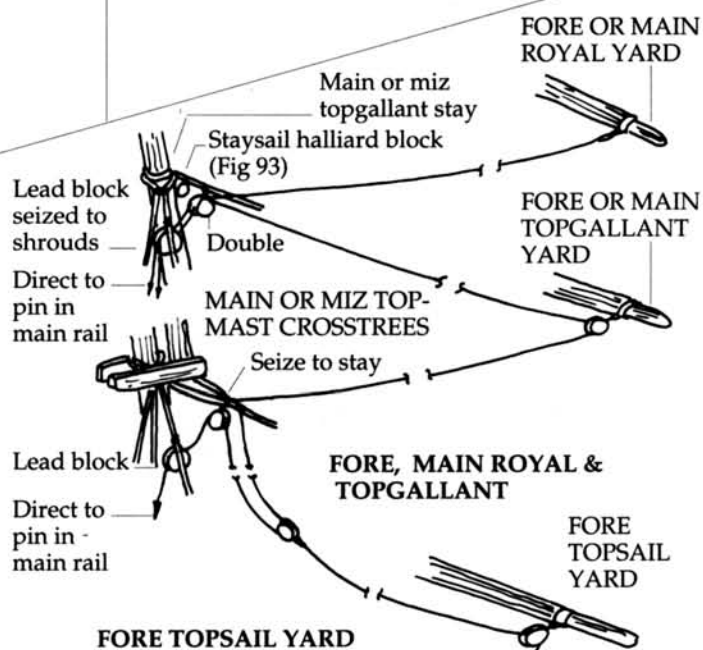 FORE OR MAIN
ROYAL YARD
Main or miz
topgallant stay
Staysail halliard block
(Fig 93)
Lead block
seized to
shrouds
Double
Direct to
pin in
main rail
FORE OR MAIN
TOPGALLANT
YARD
MAIN OR MIZ TOP-
MAST CROSSTREES
Seize to stay
Lead block
Direct to
pin in -
main rail
FORE, MAIN ROYAL &
TOPGALLANT
FORE
TOPSAIL
YARD
FORE TOPSAIL YARD